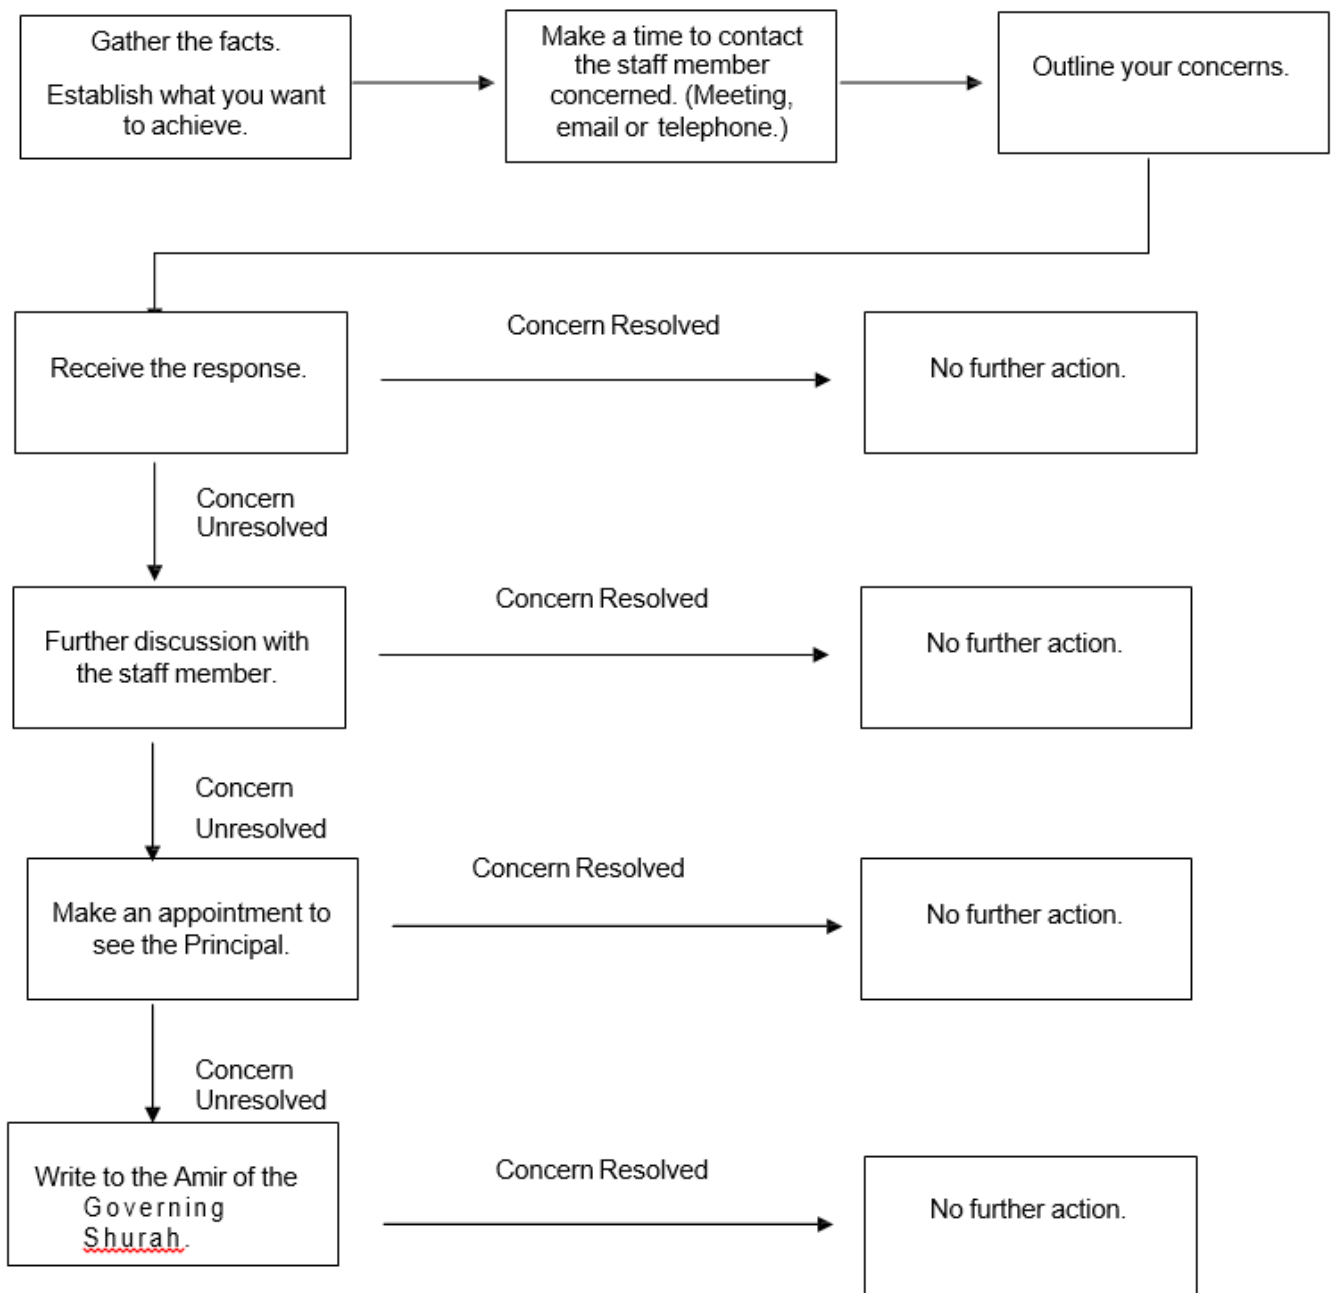 Gather the facts.
Establish what you want
to achieve.
Make a time to contact
the staff member
concerned. (Meeting,
email or telephone.)
Outline your concerns.
Receive the response.
Concern Resolved
No further action.
Concern
Unresolved
Further discussion with
the staff member.
Concern Resolved
No further action.
Concern
Unresolved
Make an appointment to
see the Principal.
Concern Resolved
No further action.
Concern
Unresolved
Write to the Amir of the
Governing
Shurah.
Concern Resolved
No further action.